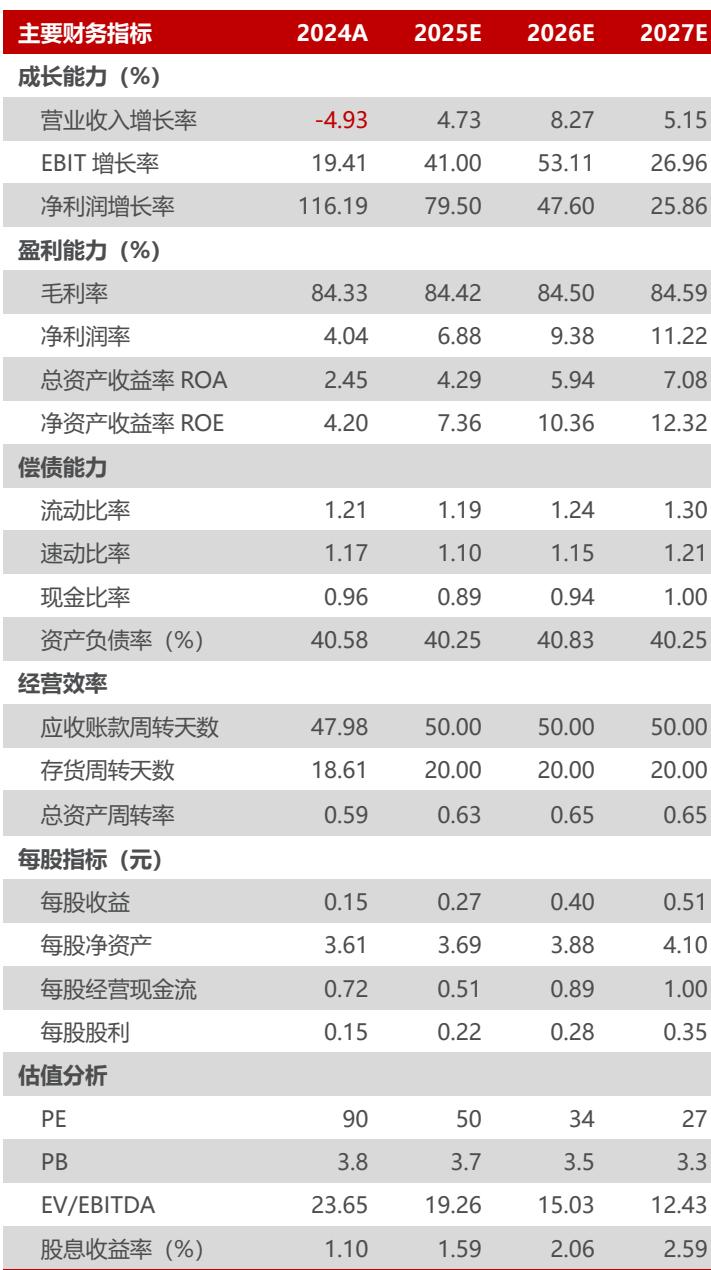 主要财务指标 2024A 2025E 2026E 2027E
成长能力（%）
营业收入增长率 -4.93 4.73 8.27 5.15
EBIT 增长率 19.41 41.00 53.11 26.96
净利润增长率 116.19 79.50 47.60 25.86
盈利能力（%）
毛利率 84.33 84.42 84.50 84.59
净利润率 4.04 6.88 9.38 11.22
总资产收益率 ROA 2.45 4.29 5.94 7.08
净资产收益率 ROE 4.20 7.36 10.36 12.32
偿债能力
流动比率 1.21 1.19 1.24 1.30
速动比率 1.17 1.10 1.15 1.21
现金比率 0.96 0.89 0.94 1.00
资产负债率（%） 40.58 40.25 40.83 40.25
经营效率
应收账款周转天数 47.98 50.00 50.00 50.00
存货周转天数 18.61 20.00 20.00 20.00
总资产周转率 0.59 0.63 0.65 0.65
每股指标（元）
每股收益 0.15 0.27 0.40 0.51
每股净资产 3.61 3.69 3.88 4.10
每股经营现金流 0.72 0.51 0.89 1.00
每股股利 0.15 0.22 0.28 0.35
估值分析
PE 90 50 34 27
PB 3.8 3.7 3.5 3.3
EV/EBITDA 23.65 19.26 15.03 12.43
股息收益率（%） 1.10 1.59 2.06 2.59